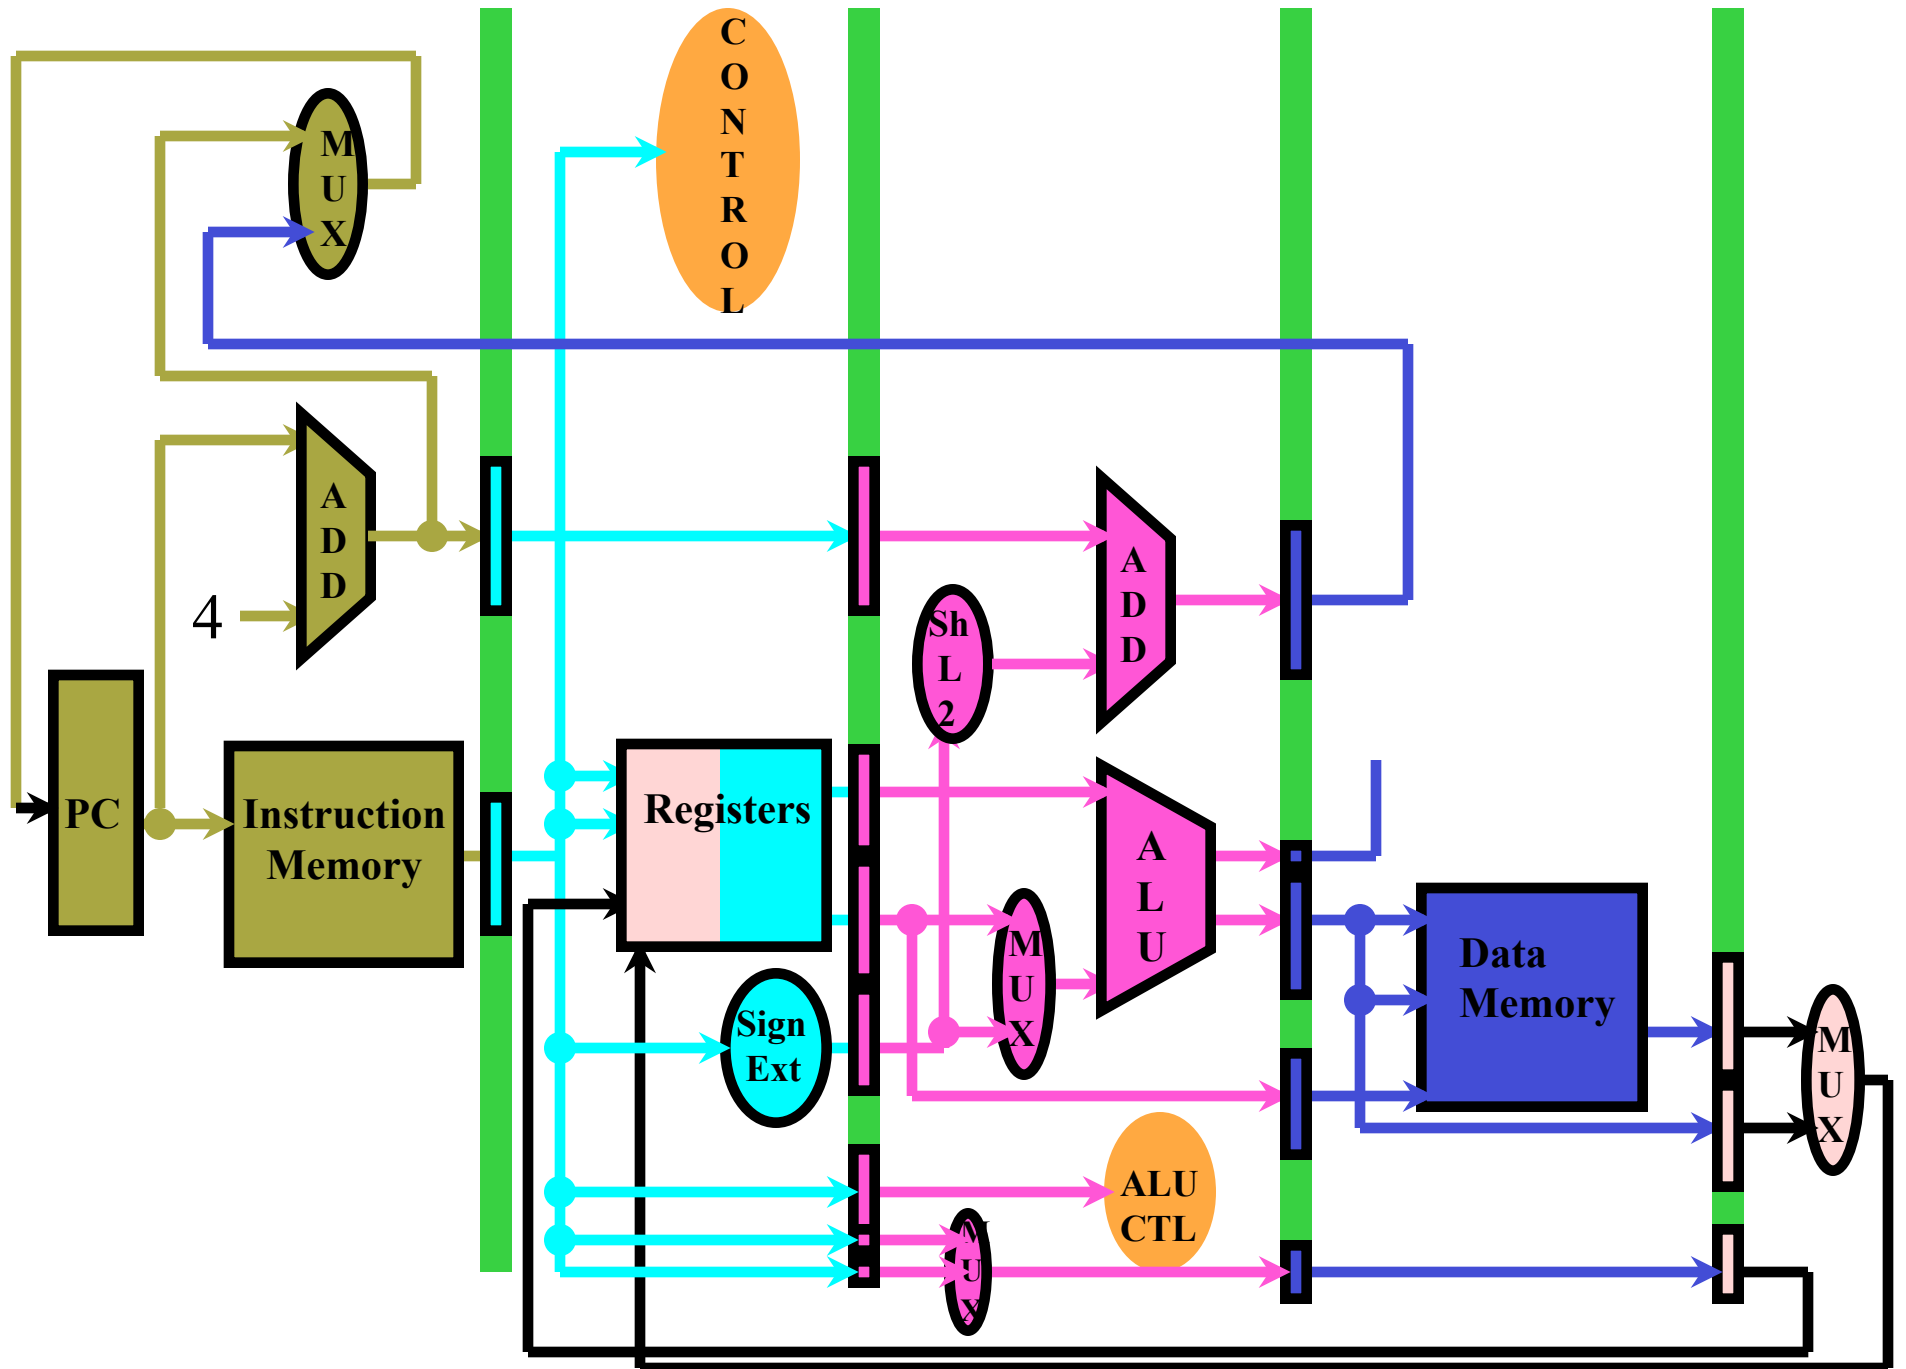 C
O
N
T
R
O
L
M
U
X
A
D
D
4
PC
Instruction
Memory
Registers
Sign
Ext
Sh
L
2
A
D
D
A
L
U
M
U
X
ALU
CTL
M
U
X
Data
Memory
M
U
X